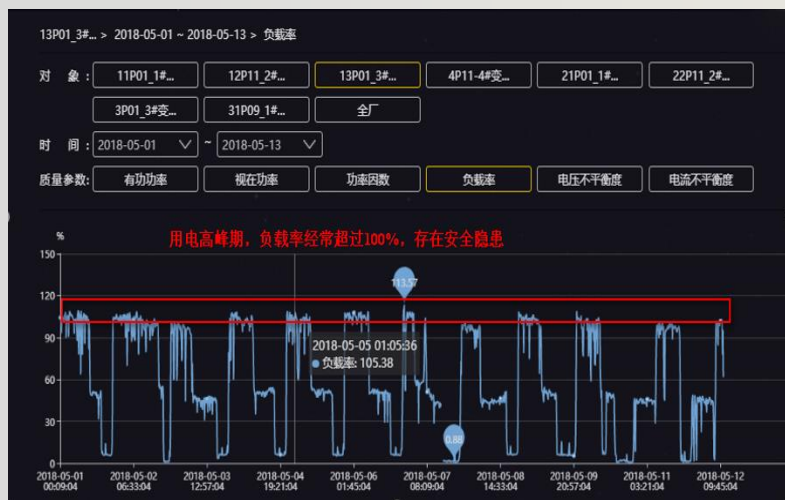 13P01_3#... > 2018-05-01 ~ 2018-05-13 > 负载率
对 象: 11P01_1#... 12P11_2#... 13P01_3#... 4P11-4#变... 21P01_1#... 22P11_2#...
3P01_3#变... 31P09_1#... 全厂
时 间: 2018-05-01 ~ 2018-05-13
质量参数: 有功功率 视在功率 功率因数 负载率 电压不平衡度 电流不平衡度
%
用电高峰期，负载率经常超过100%，存在安全隐患
150
113.57
120
2018-05-05 01:05:36
90
负载率: 105.38
60
30
0.88
0
2018-05-01 2018-05-02 2018-05-03 2018-05-04 2018-05-06 2018-05-07 2018-05-08 2018-05-09 2018-05-11 2018-05-12
00:09:04 06:33:04 12:57:04 19:21:04 01:45:04 08:09:04 14:33:04 20:57:04 03:21:04 09:45:04